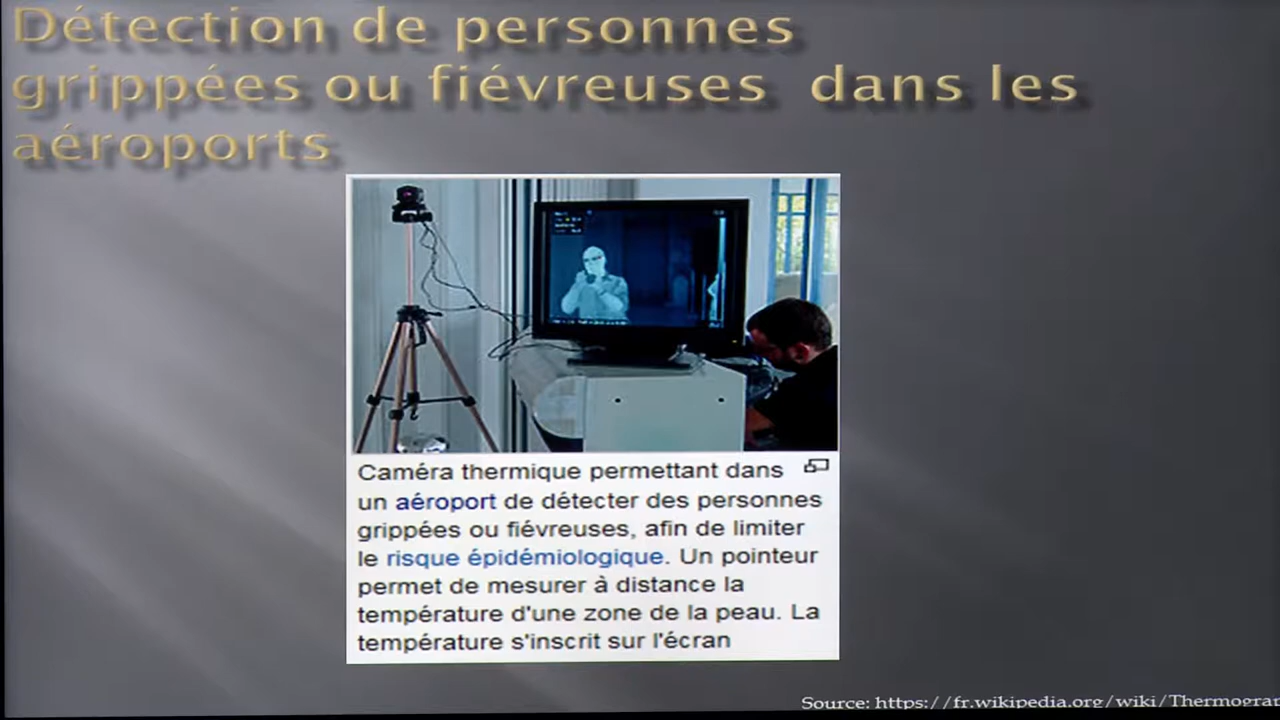 Détection de personnes
grippées ou fiévreuses dans les
aéroports
Caméra thermique permettant dans
un aéroport de détecter des personnes
grippées ou fiévreuses, afin de limiter
le risque épidémiologique. Un pointeur
permet de mesurer à distance la
température d'une zone de la peau. La
température s'inscrit sur l'écran
Source: https://fr.wikipedia.org/wiki/Thermogra